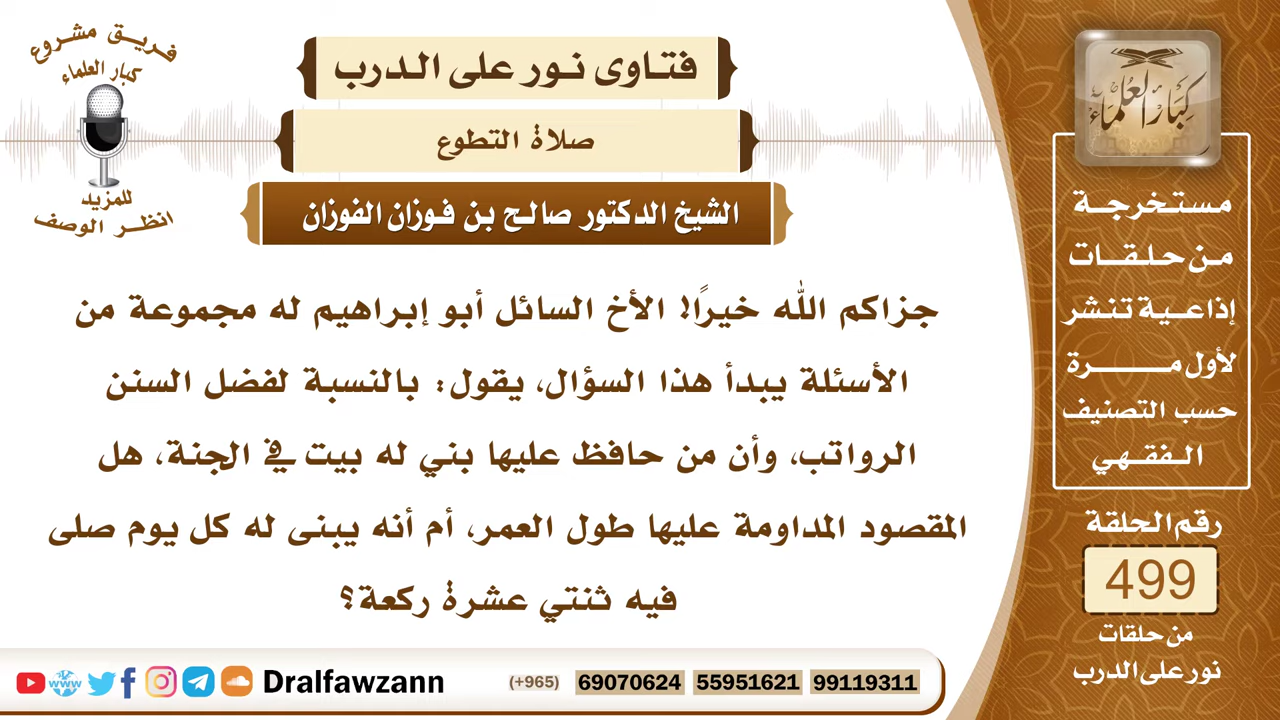 فريق مشروع
كبار العلماء
للمزيد
انظر الوصف
فتاوى نور على الدرب
صلاة التطوع
الشيخ الدكتور صالح بن فوزان الفوزان
جزاكم الله خيرًا! الأخ السائل أبو إبراهيم له مجموعة من
الأسئلة يبدأ هذا السؤال، يقول: بالنسبة لفضل السنن
الرواتب، وأن من حافظ عليها بني له بيت في الجنة، هل
المقصود المداومة عليها طول العمر، أم أنه يبنى له كل يوم صلى
فيه ثنتي عشرة ركعة؟
كبار العلماء
مستخرجة
من حلقات
إذاعية تنشر
لأول مرة
حسب التصنيف
الفقهي
رقم الحلقة
499
من حلقات
نور على الدرب
www
Dralfawzann
(+965) 69070624 55951621 99119311